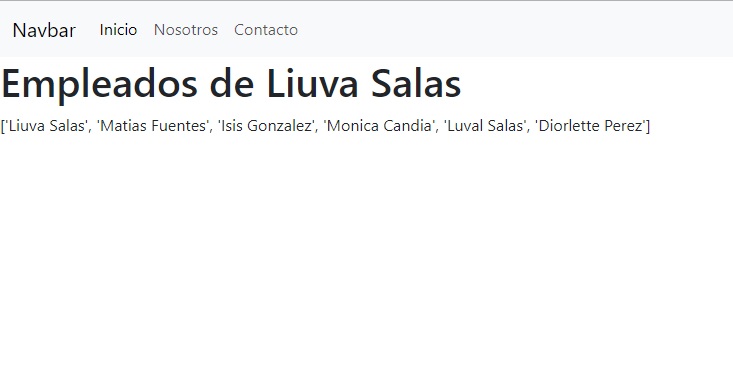 Navbar Inicio Nosotros Contacto
Empleados de Liuva Salas
['Liuva Salas', 'Matias Fuentes', 'Isis Gonzalez', 'Monica Candia', 'Luval Salas', 'Diorlette Perez']